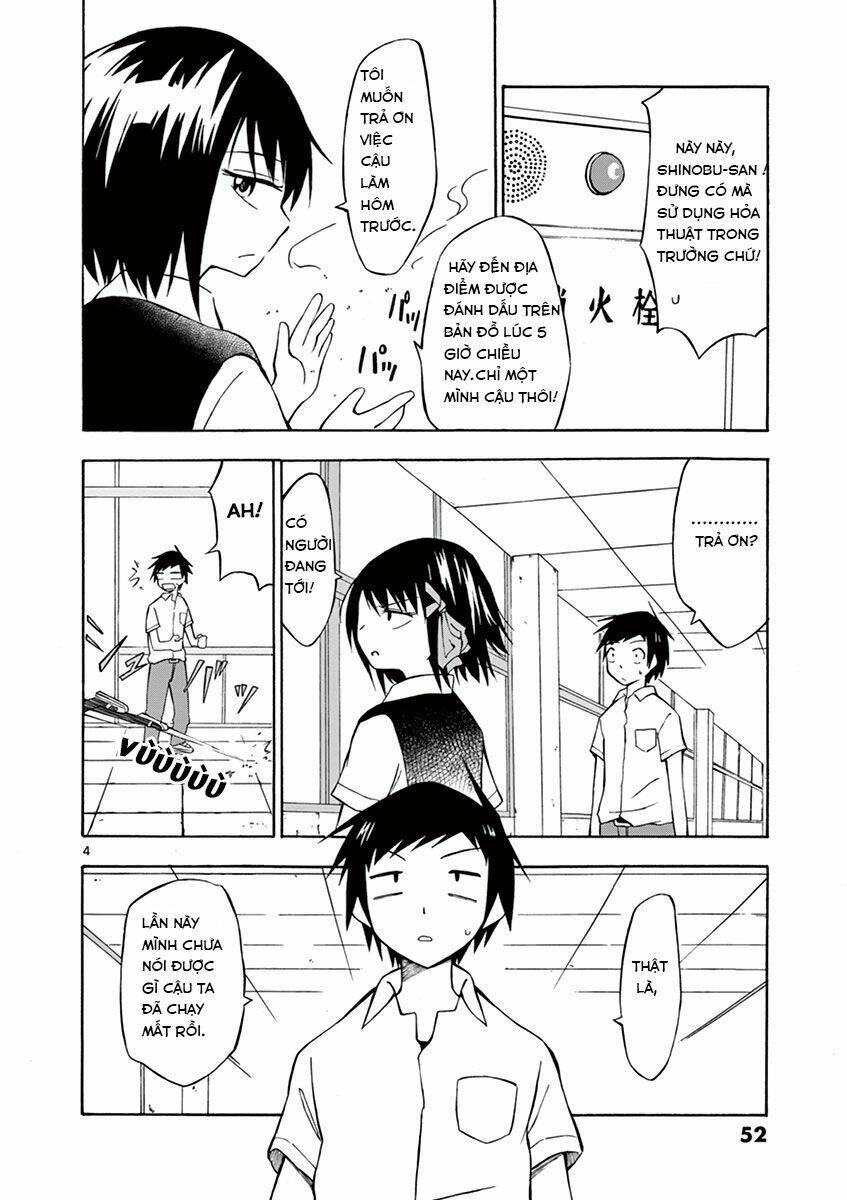 NÀY NÀY,
SHINOBU-SAN !
ĐƯNG CÓ MÀ
SỬ DỤNG HỎA
THUẬT TRONG
TRƯỜNG CHỨ!
火栓
TÔI
MUỐN
TRẢ ƠN
VIỆC
CẬU
LÀM
HÔM
TRƯỚC.
HÃY ĐẾN ĐỊA
ĐIỂM ĐƯỢC
ĐÁNH DẤU TRÊN
BẢN ĐỒ LÚC 5
GIỜ CHIỀU
NAY.CHỈ MỘT
MÌNH CẬU THÔI!
パッ
パッ
............
TRẢ ƠN?
CÓ
NGƯỜI
ĐANG
TỚI!
AH!
VÙÙÙÙÙÙ
4
THẬT
LÀ,
LẦN NÀY
MÌNH CHƯA
NÓI ĐƯỢC
GÌ CẬU TA
ĐÃ CHẠY
MẤT RỒI.
52